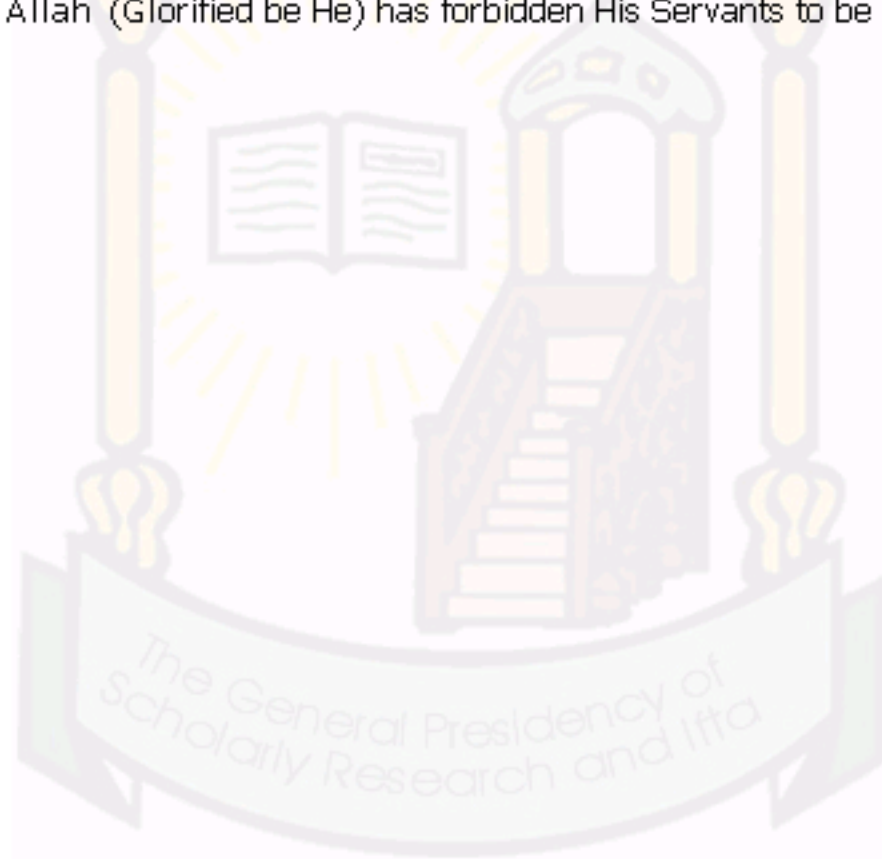 Allah (Glorified be He) has forbidden His Servants to be
The General Presidency of
Scholarly Research and Ifta